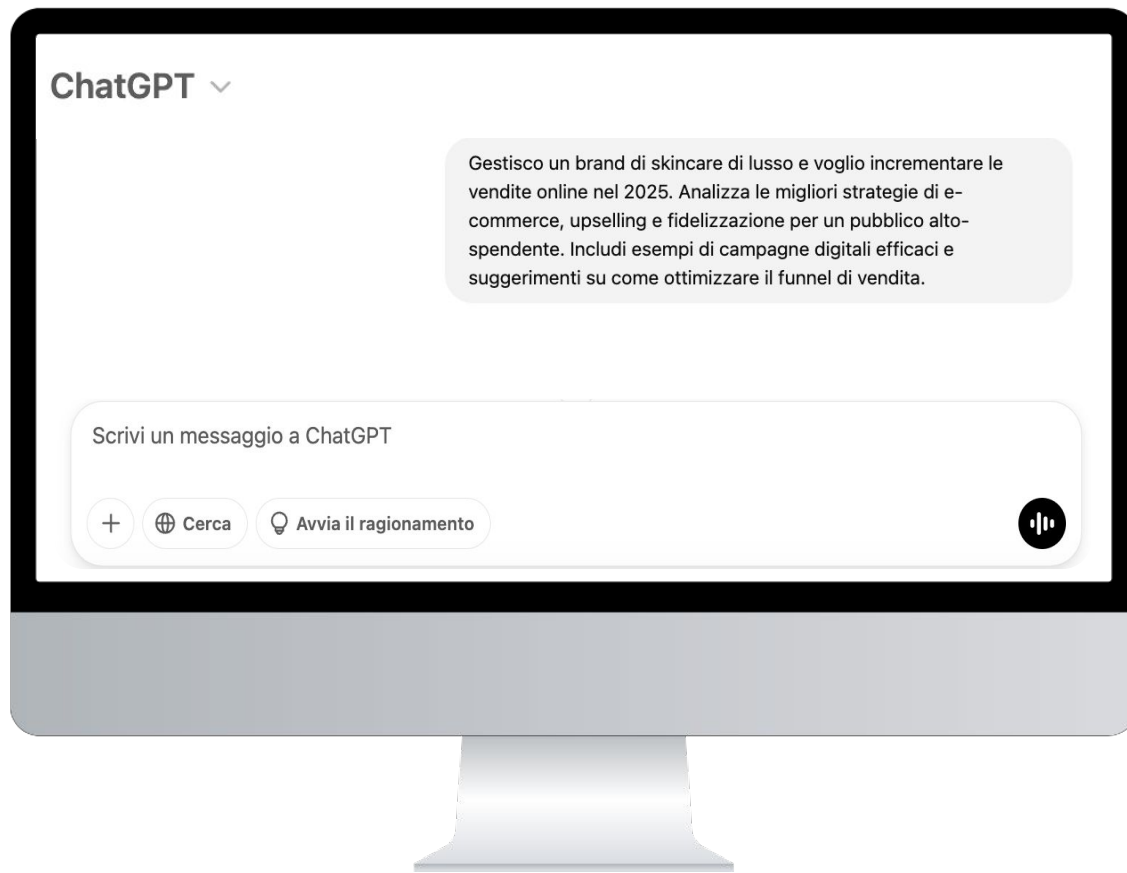 ChatGPT
Gestisco un brand di skincare di lusso e voglio incrementare le
vendite online nel 2025. Analizza le migliori strategie di e-
commerce, upselling e fidelizzazione per un pubblico alto-
spendente. Includi esempi di campagne digitali efficaci e
suggerimenti su come ottimizzare il funnel di vendita.
Scrivi un messaggio a ChatGPT
Cerca
Avvia il ragionamento